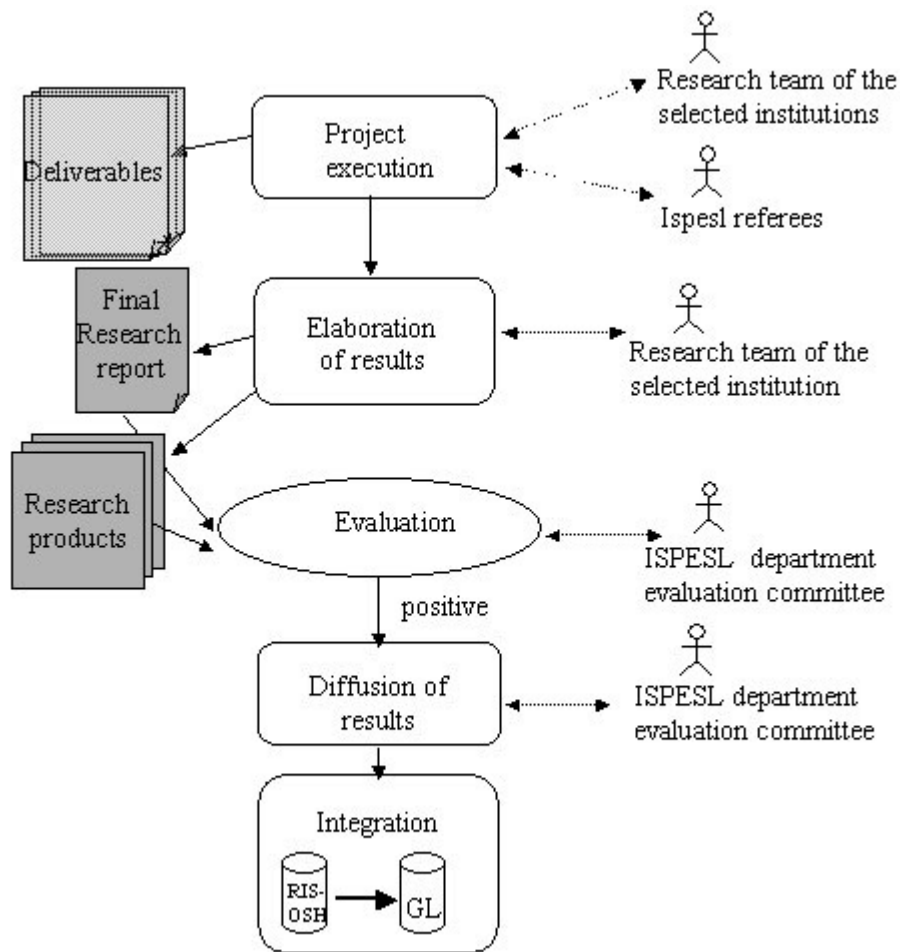 Research team of the
selected institutions
Project
execution
Deliverables
Ispesl referees
Final
Research
report
Elaboration
of results
Research team of the
selected institution
Research
products
Evaluation
ISPESL department
evaluation committee
positive
Diffusion of
results
ISPESL department
evaluation committee
Integration
RIS-
OSH
GL